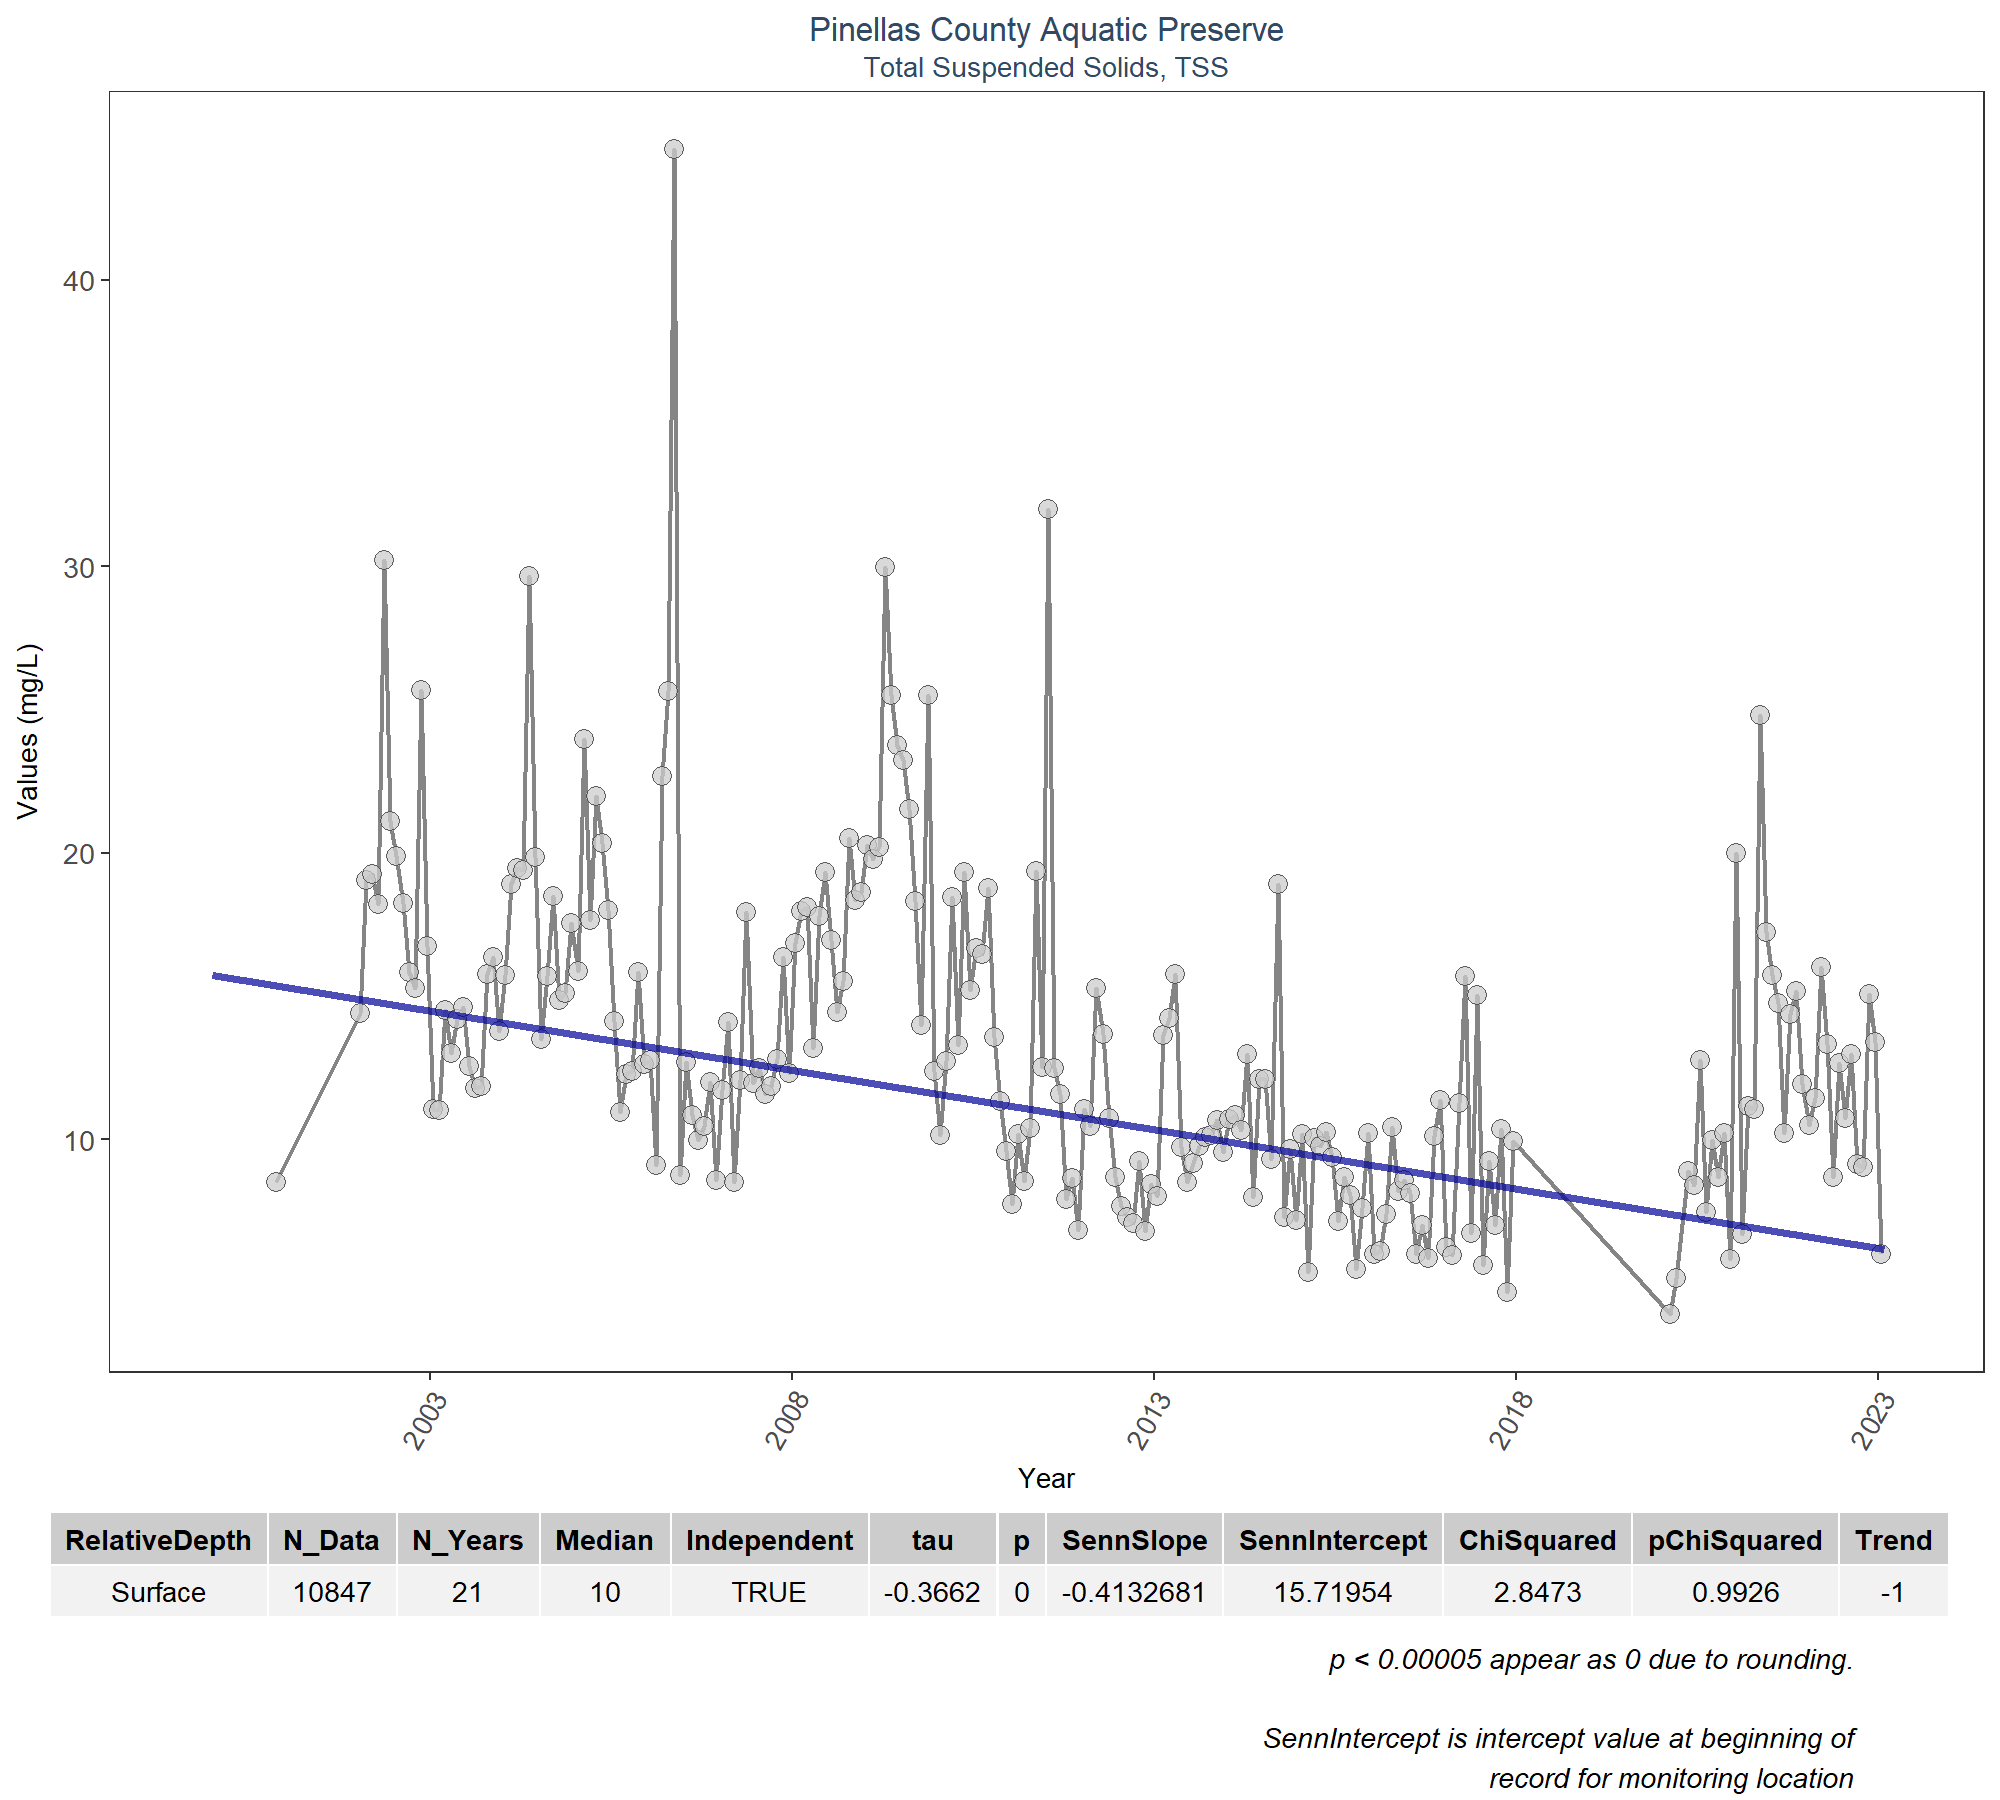 Pinellas County Aquatic Preserve
Total Suspended Solids, TSS
Values (mg/L)
40
30
20
10
2003
2008
2013
2018
2023
Year
RelativeDepth N_Data N_Years Median Independent tau p SennSlope SennIntercept ChiSquared pChiSquared Trend
Surface 10847 21 10 TRUE -0.3662 0 -0.4132681 15.71954 2.8473 0.9926 -1
p < 0.00005 appear as 0 due to rounding.
SennIntercept is intercept value at beginning of
record for monitoring location